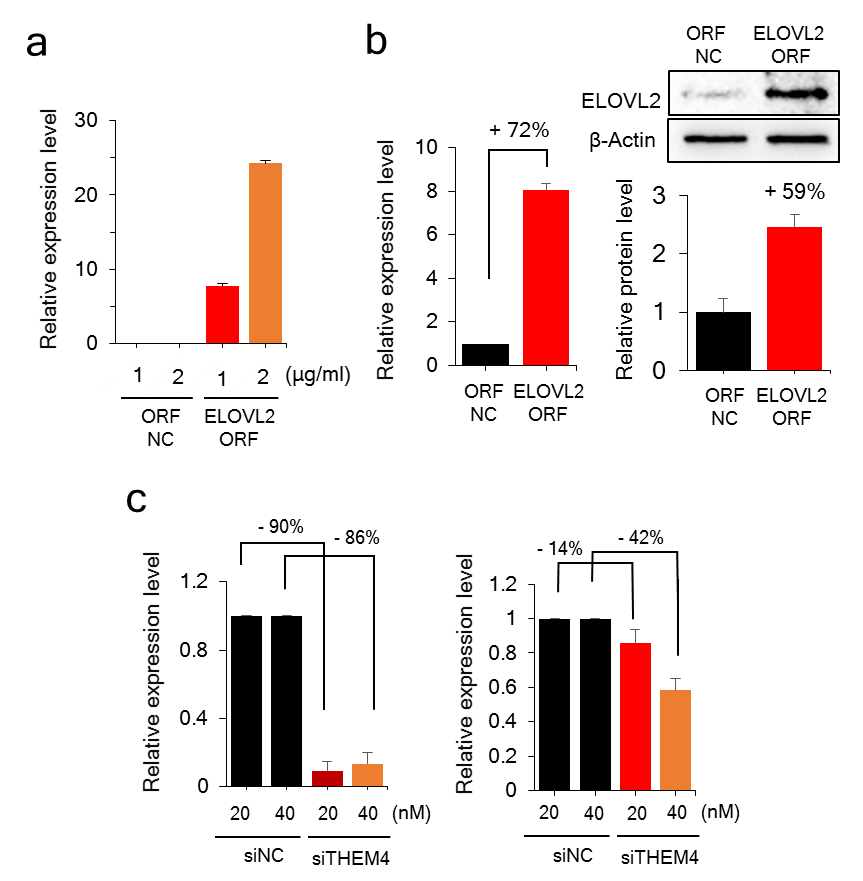 a
Relative expression level
30
20
10
0
1 2 1 2 (μg/ml)
ORF
NC
ELOVL2
ORF
b
Relative expression level
10
8
6
4
2
0
+ 72%
ORF
NC
ELOVL2
ORF
ORF
NC
ELOVL2
ORF
ELOVL2
β-Actin
Relative protein level
3
2
1
0
+ 59%
ORF
NC
ELOVL2
ORF
c
Relative expression level
1.2
0.8
0.4
0
- 90%
- 86%
20 40 20 40 (nM)
siNC siTHEM4
Relative expression level
1.2
1
0.8
0.6
0.4
0.2
0
- 14%
- 42%
20 40 20 40 (nM)
siNC siTHEM4